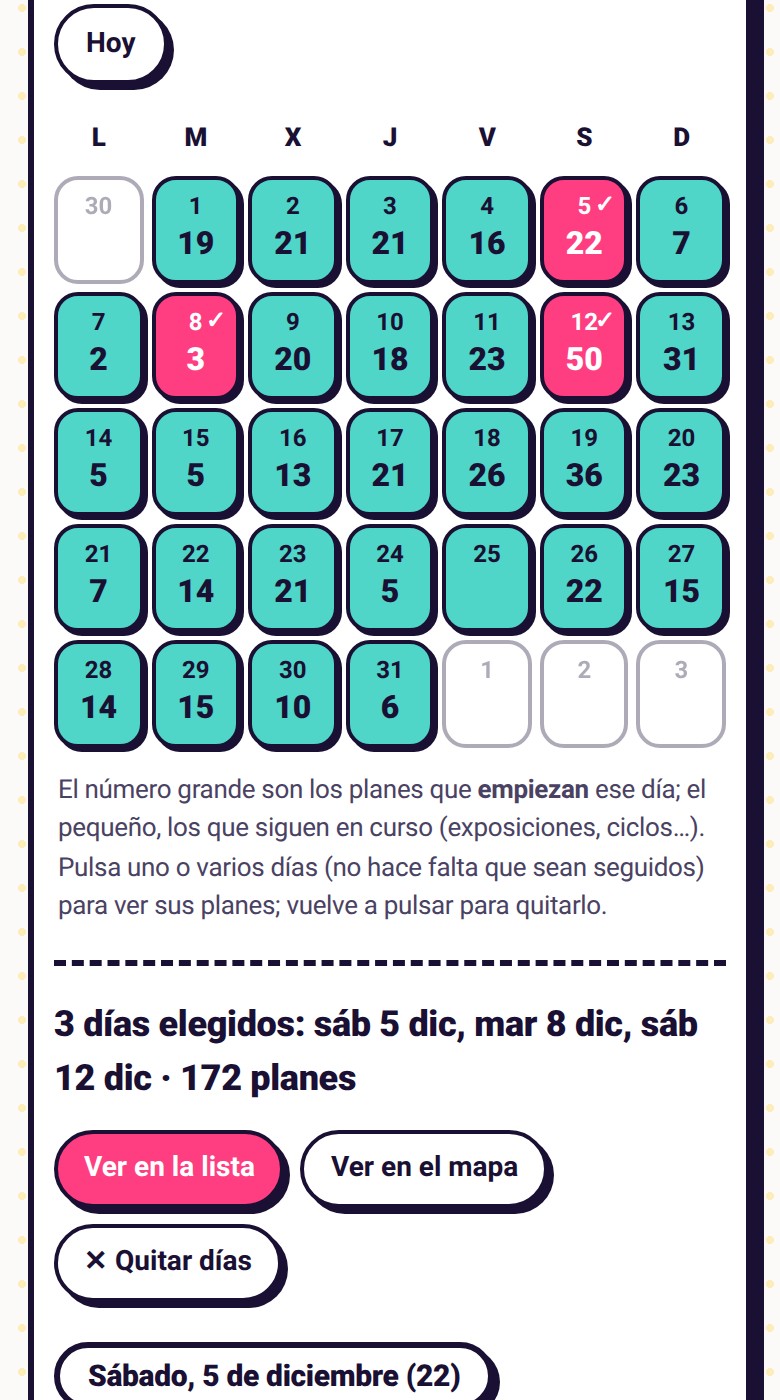 Hoy
L M X J V S D
30 1 2 3 4 5 ✓ 6
19 21 21 16 22 7
7 8 ✓ 9 10 11 12✓ 13
2 3 20 18 23 50 31
14 15 16 17 18 19 20
5 5 13 21 26 36 23
21 22 23 24 25 26 27
7 14 21 5 22 15
28 29 30 31 1 2 3
14 15 10 6
El número grande son los planes que empiezan ese día; el
pequeño, los que siguen en curso (exposiciones, ciclos…).
Pulsa uno o varios días (no hace falta que sean seguidos)
para ver sus planes; vuelve a pulsar para quitarlo.
3 días elegidos: sáb 5 dic, mar 8 dic, sáb
12 dic · 172 planes
Ver en la lista Ver en el mapa
✕ Quitar días
Sábado, 5 de diciembre (22)